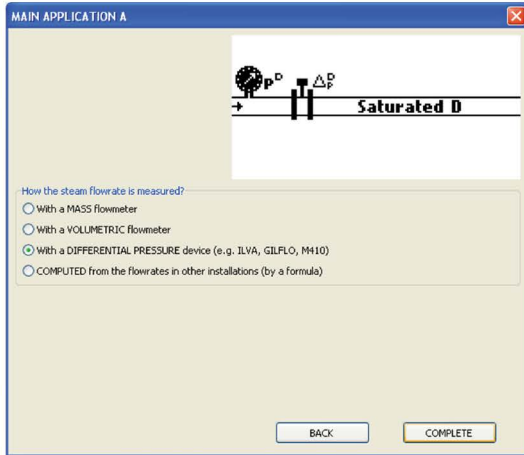 MAIN APPLICATION A
p D Δ D p
Saturated D
How the steam flowrate is measured?
With a MASS flowmeter
With a VOLUMETRIC flowmeter
With a DIFFERENTIAL PRESSURE device (e.g. ILVA, GILFLO, M410)
COMPUTED from the flowrates in other installations (by a formula)
BACK COMPLETE